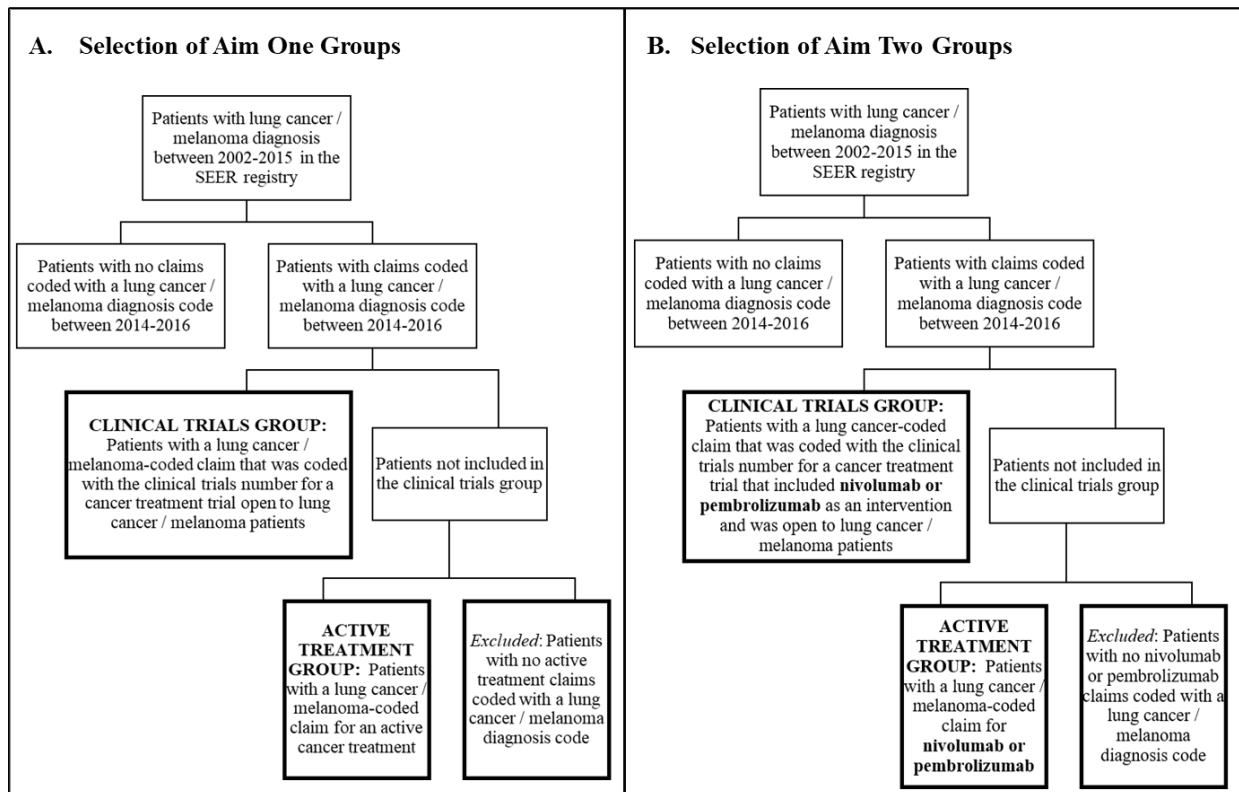 A. Selection of Aim One Groups
Patients with lung cancer /
melanoma diagnosis
between 2002-2015 in the
SEER registry
Patients with no claims
coded with a lung cancer /
melanoma diagnosis code
between 2014-2016
Patients with claims coded
with a lung cancer /
melanoma diagnosis code
between 2014-2016
CLINICAL TRIALS GROUP:
Patients with a lung cancer /
melanoma-coded claim that was coded
with the clinical trials number for a
cancer treatment trial open to lung
cancer / melanoma patients
Patients not included in
the clinical trials group
ACTIVE
TREATMENT
GROUP: Patients
with a lung cancer /
melanoma-coded
claim for an active
cancer treatment
Excluded: Patients
with no active
treatment claims
coded with a lung
cancer / melanoma
diagnosis code
B. Selection of Aim Two Groups
Patients with lung cancer /
melanoma diagnosis
between 2002-2015 in the
SEER registry
Patients with no claims
coded with a lung cancer /
melanoma diagnosis code
between 2014-2016
Patients with claims coded
with a lung cancer /
melanoma diagnosis code
between 2014-2016
CLINICAL TRIALS GROUP:
Patients with a lung cancer-coded
claim that was coded with the clinical
trials number for a cancer treatment
trial that included nivolumab or
pembrolizumab as an intervention
and was open to lung cancer /
melanoma patients
Patients not included in
the clinical trials group
ACTIVE
TREATMENT
GROUP: Patients
with a lung cancer /
melanoma-coded
claim for
nivolumab or
pembrolizumab
Excluded: Patients
with no nivolumab
or pembrolizumab
claims coded with a
lung cancer /
melanoma
diagnosis code